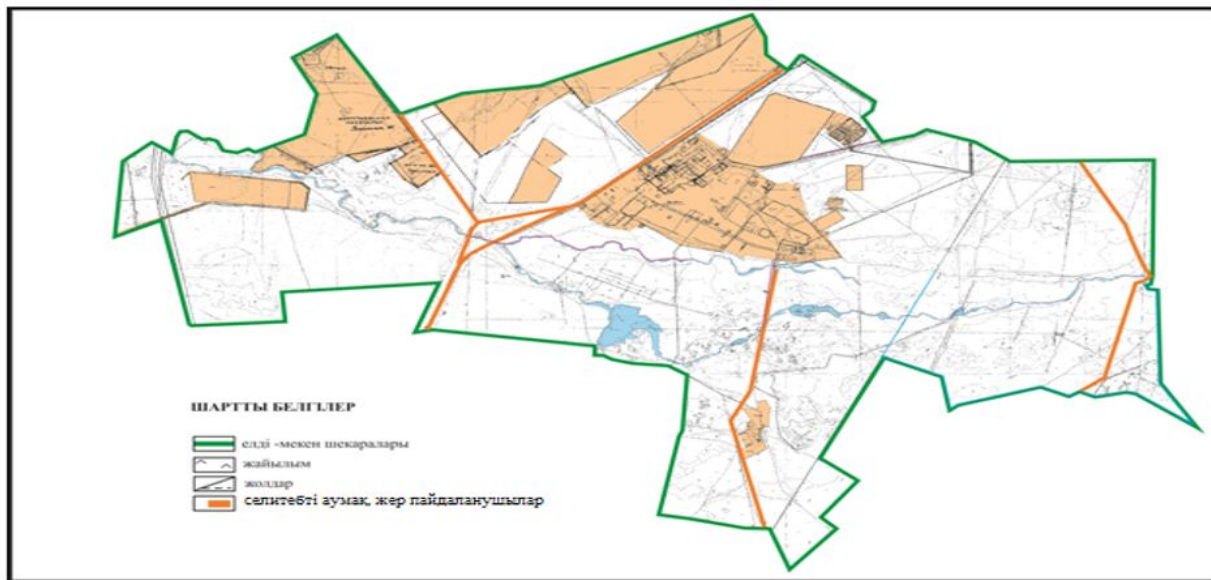 ШАРТТЫ БЕЛГІЛЕР
елді -мекен шекаралары
жайылым
жолдар
селитебті аумақ, жер пайдаланушылар